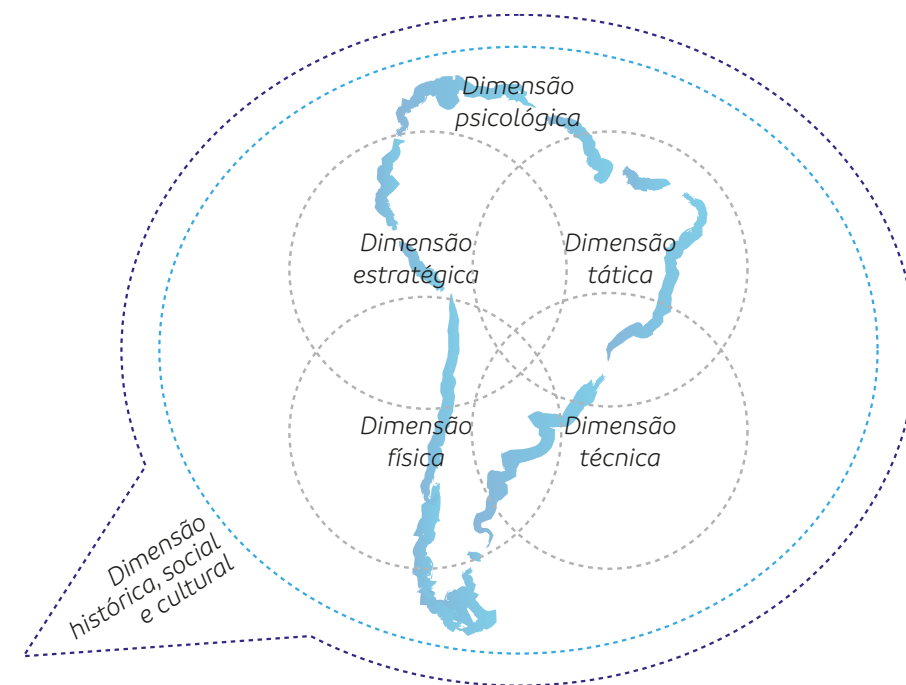 Dimensão
psicológica
Dimensão
estratégica
Dimensão
tática
Dimensão
física
Dimensão
técnica
Dimensão
histórica, social
e cultural